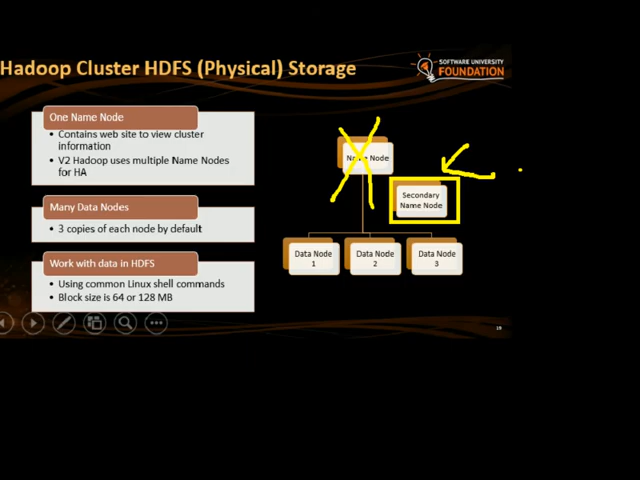 Hadoop Cluster HDFS (Physical) Storage
SOFTWARE UNIVERSITY
FOUNDATION
One Name Node
• Contains web site to view cluster
information
• V2 Hadoop uses multiple Name Nodes
for HA
Many Data Nodes
• 3 copies of each node by default
Work with data in HDFS
• Using common Linux shell commands
• Block size is 64 or 128 MB
Name Node
Secondary
Name Node
Data Node
1
Data Node
2
Data Node
3
19